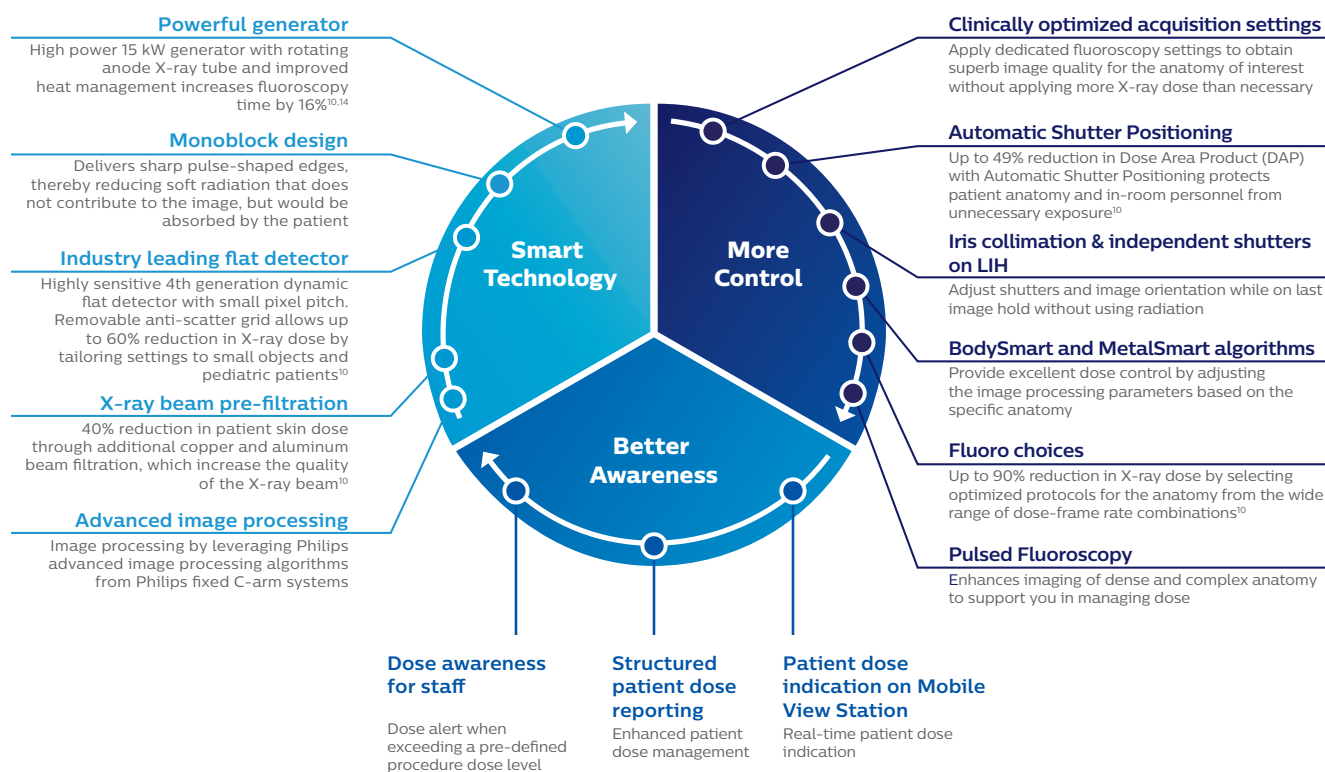 Powerful generator
High power 15 kW generator with rotating
anode X-ray tube and improved
heat management increases fluoroscopy
time by 16%10,14
Monoblock design
Delivers sharp pulse-shaped edges,
thereby reducing soft radiation that does
not contribute to the image, but would be
absorbed by the patient
Industry leading flat detector
Highly sensitive 4th generation dynamic
flat detector with small pixel pitch.
Removable anti-scatter grid allows up
to 60% reduction in X-ray dose by
tailoring settings to small objects and
pediatric patients10
X-ray beam pre-filtration
40% reduction in patient skin dose
through additional copper and aluminum
beam filtration, which increase the quality
of the X-ray beam10
Advanced image processing
Image processing by leveraging Philips
advanced image processing algorithms
from Philips fixed C-arm systems
Smart
Technology
More
Control
Better
Awareness
Clinically optimized acquisition settings
Apply dedicated fluoroscopy settings to obtain
superb image quality for the anatomy of interest
without applying more X-ray dose than necessary
Automatic Shutter Positioning
Up to 49% reduction in Dose Area Product (DAP)
with Automatic Shutter Positioning protects
patient anatomy and in-room personnel from
unnecessary exposure10
Iris collimation & independent shutters
on LIH
Adjust shutters and image orientation while on last
image hold without using radiation
BodySmart and MetalSmart algorithms
Provide excellent dose control by adjusting
the image processing parameters based on the
specific anatomy
Fluoro choices
Up to 90% reduction in X-ray dose by selecting
optimized protocols for the anatomy from the wide
range of dose-frame rate combinations10
Pulsed Fluoroscopy
Enhances imaging of dense and complex anatomy
to support you in managing dose
Dose awareness
for staff
Dose alert when
exceeding a pre-defined
procedure dose level
Structured
patient dose
reporting
Enhanced patient
dose management
Patient dose
indication on Mobile
View Station
Real-time patient dose
indication